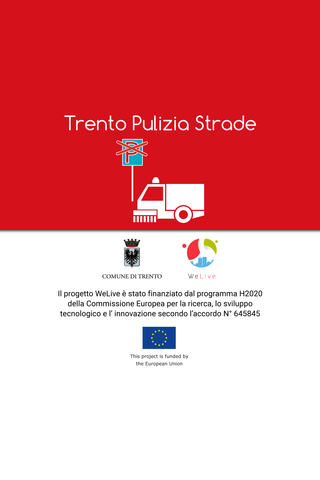 Trento Pulizia Strade
P
COMUNE DI TRENTO
WeLive
Il progetto WeLive è stato finanziato dal programma H2020
della Commissione Europea per la ricerca, lo sviluppo
tecnologico e l' innovazione secondo l'accordo N° 645845
This project is funded by
the European Union